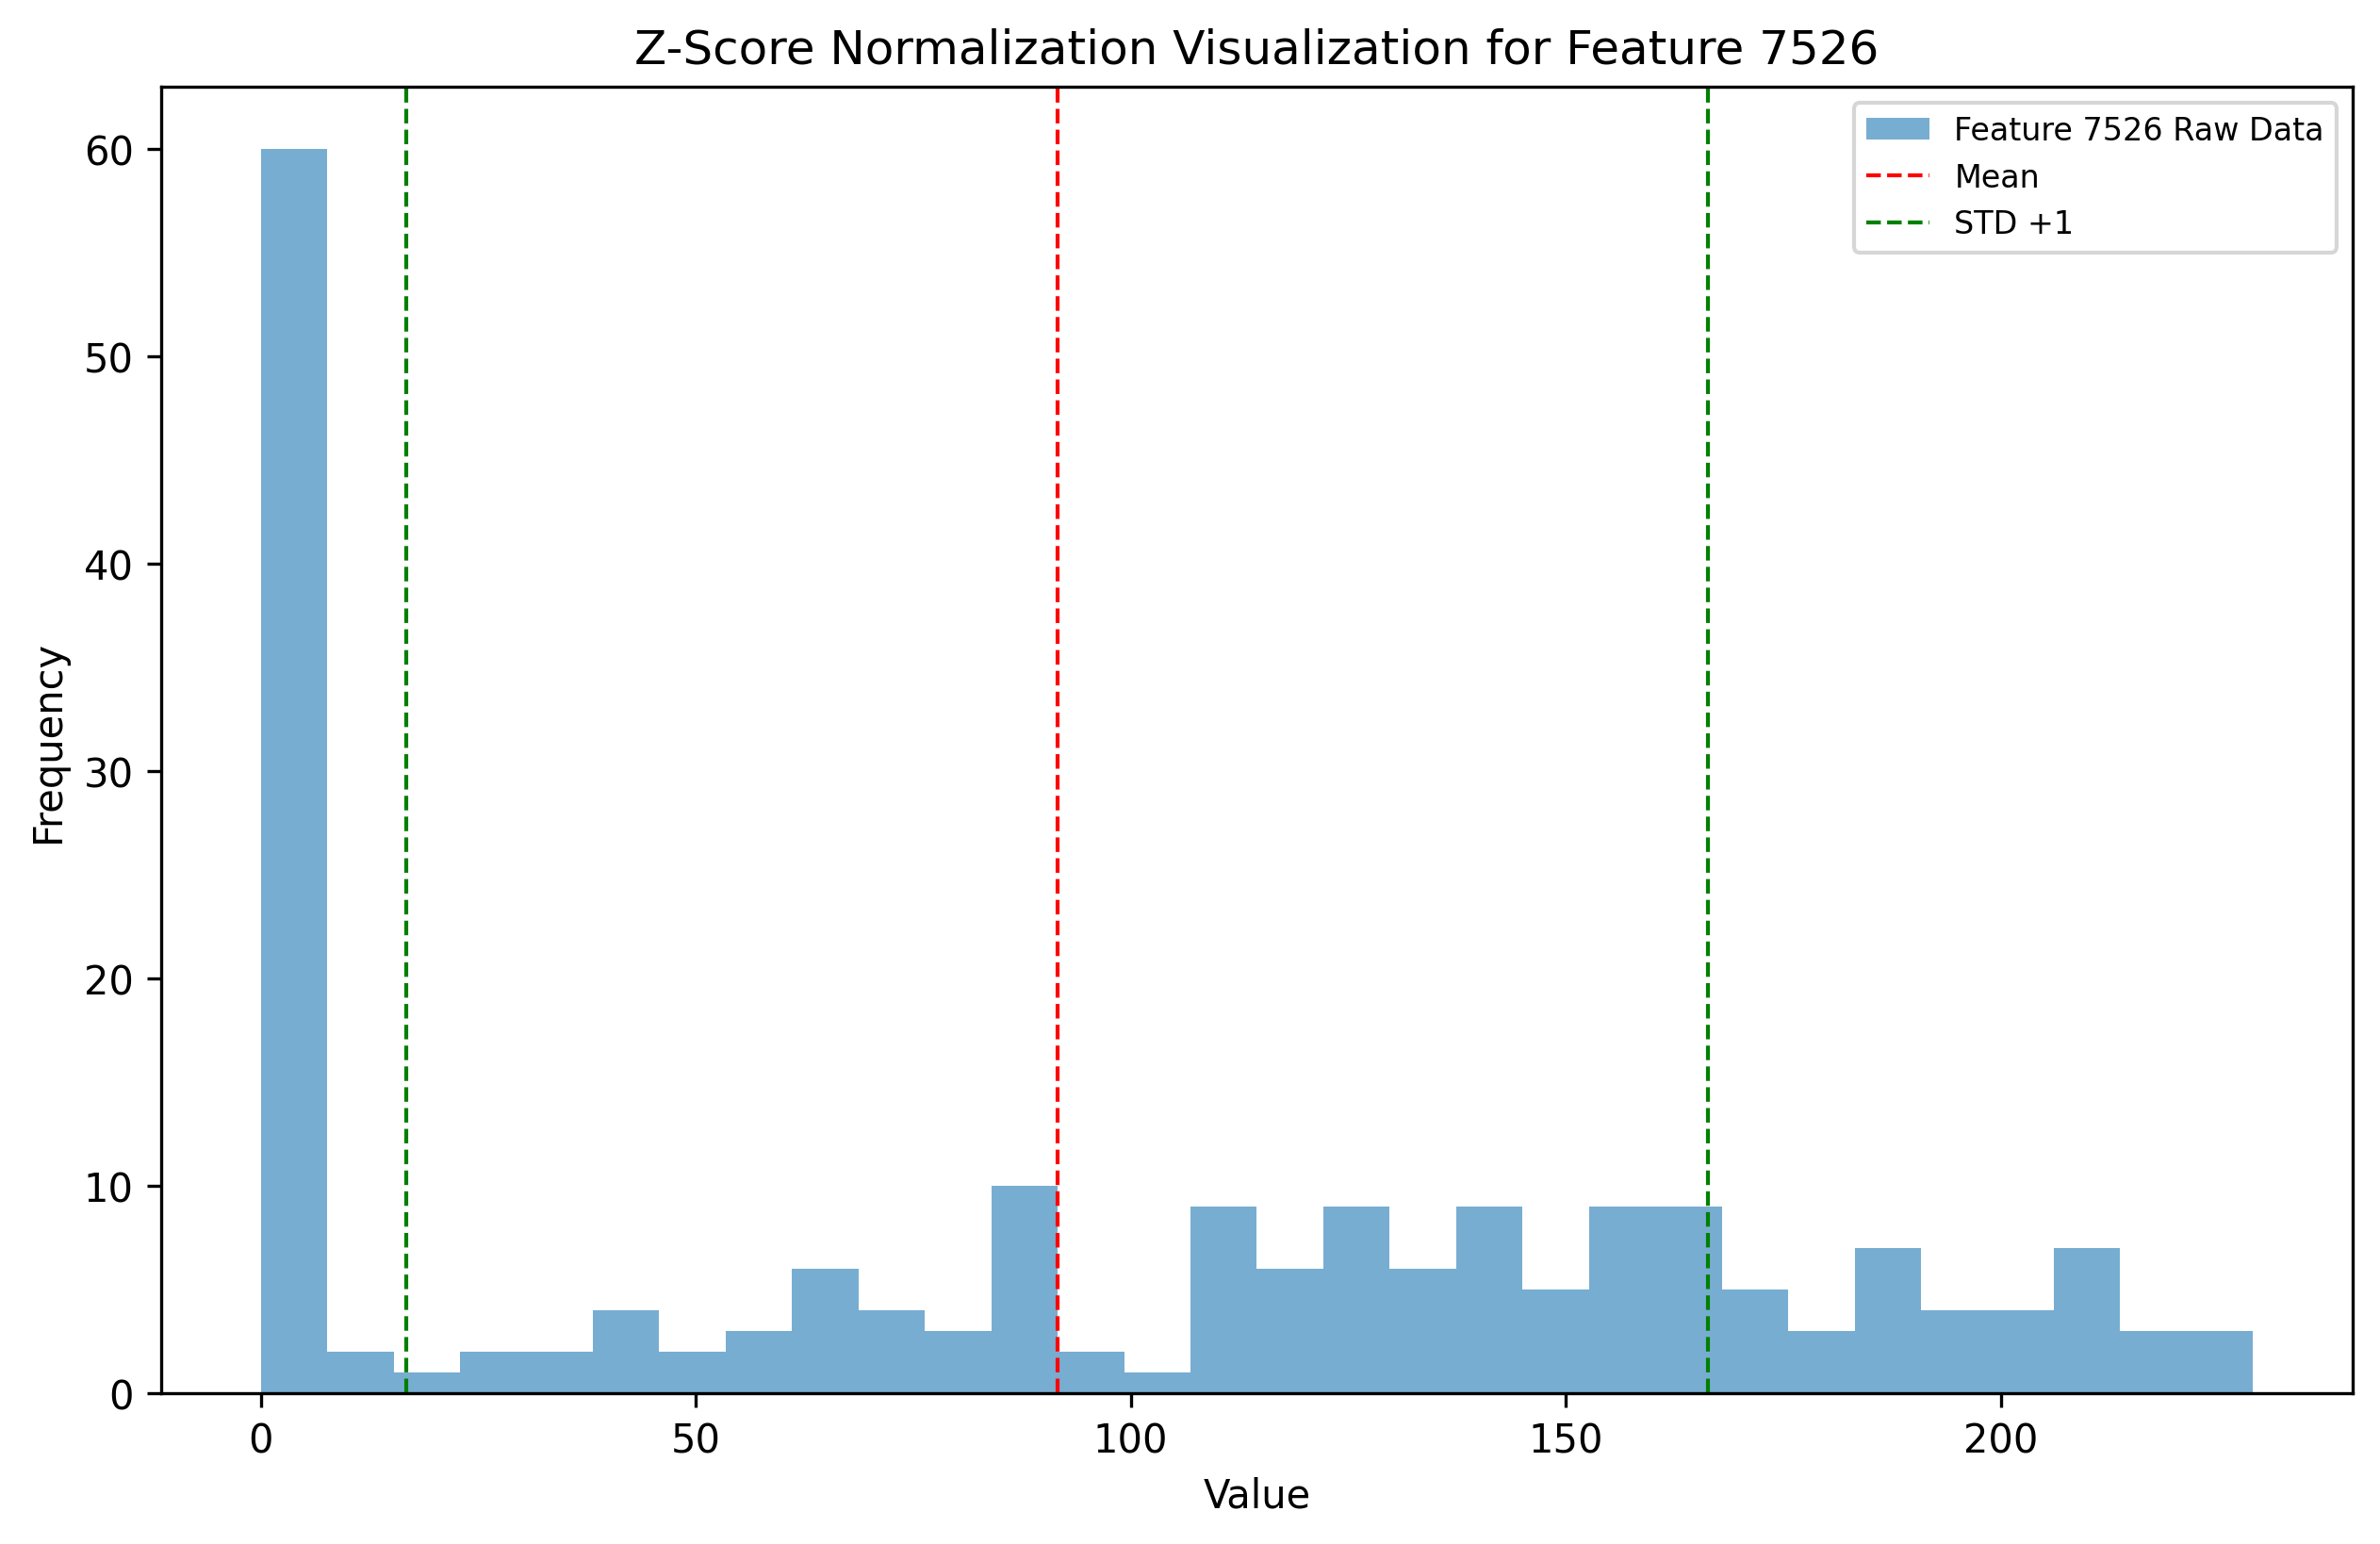 Z-Score Normalization Visualization for Feature 7526
Feature 7526 Raw Data
Mean
STD +1
60
50
40
30
20
10
0
Frequency
0 50 100 150 200
Value